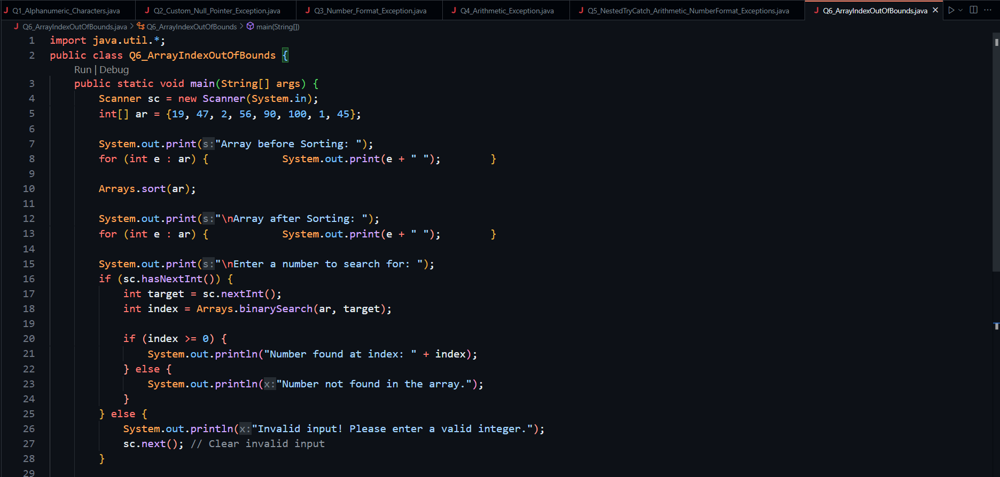 Q1_Alphanumeric_Characters.java Q2_Custom_Null_Pointer_Exception.java Q3_Number_Format_Exception.java Q4_Arithmetic_Exception.java Q5_NestedTryCatch_Arithmetic_NumberFormat_Exceptions.java Q6_ArrayIndexOutOfBounds.java
Q6_ArrayIndexOutOfBounds.java > Q6_ArrayIndexOutOfBounds > main(String[])
1 import java.util.*;
2 public class Q6_ArrayIndexOutOfBounds {
Run | Debug
3 public static void main(String[] args) {
4 Scanner sc = new Scanner(System.in);
5 int[] ar = {19, 47, 2, 56, 90, 100, 1, 45};
6
7 System.out.print(s:"Array before Sorting: ");
8 for (int e : ar) { System.out.print(e + " "); }
9
10 Arrays.sort(ar);
11
12 System.out.print(s:"\nArray after Sorting: ");
13 for (int e : ar) { System.out.print(e + " "); }
14
15 System.out.print(s:"\nEnter a number to search for: ");
16 if (sc.hasNextInt()) {
17 int target = sc.nextInt();
18 int index = Arrays.binarySearch(ar, target);
19
20 if (index >= 0) {
21 System.out.println("Number found at index: " + index);
22 } else {
23 System.out.println(x:"Number not found in the array.");
24 }
25 } else {
26 System.out.println(x:"Invalid input! Please enter a valid integer.");
27 sc.next(); // Clear invalid input
28 }
29